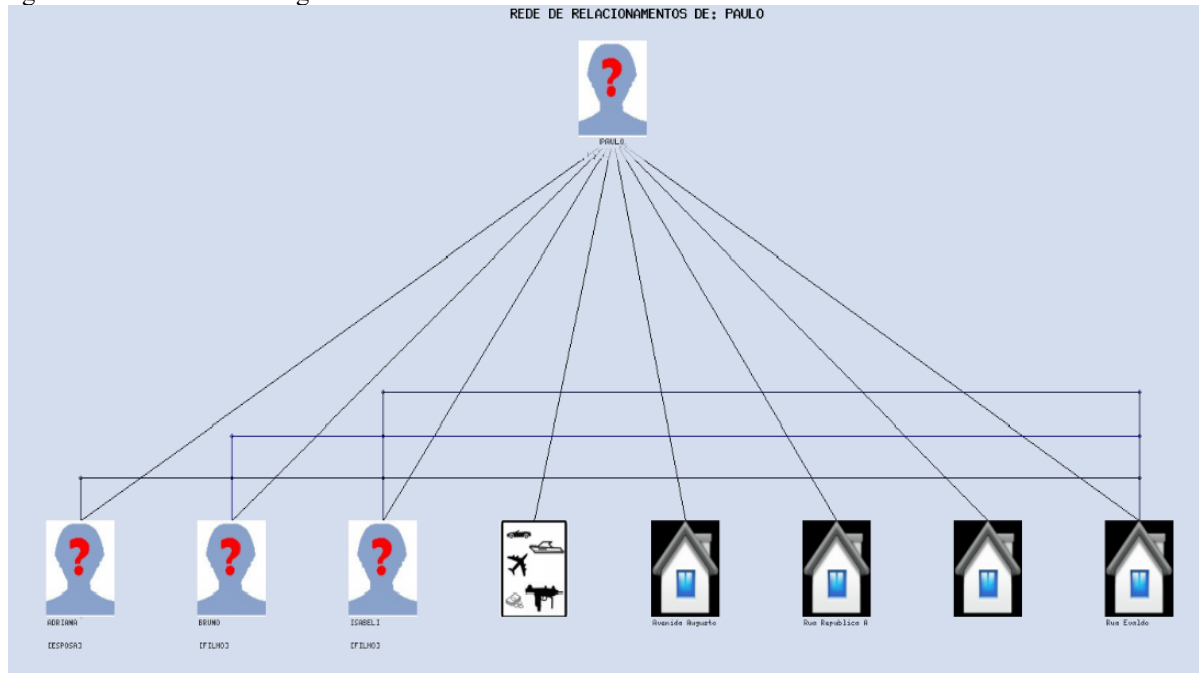 REDE DE RELACIONAMENTOS DE: PAULO
PAULO
ADRIANA
[ESPOSA]
BRUNO
[FILHO]
ISABELI
[FILHO]
Avenida Augusto
Rua Republica A
Rua Evaldo